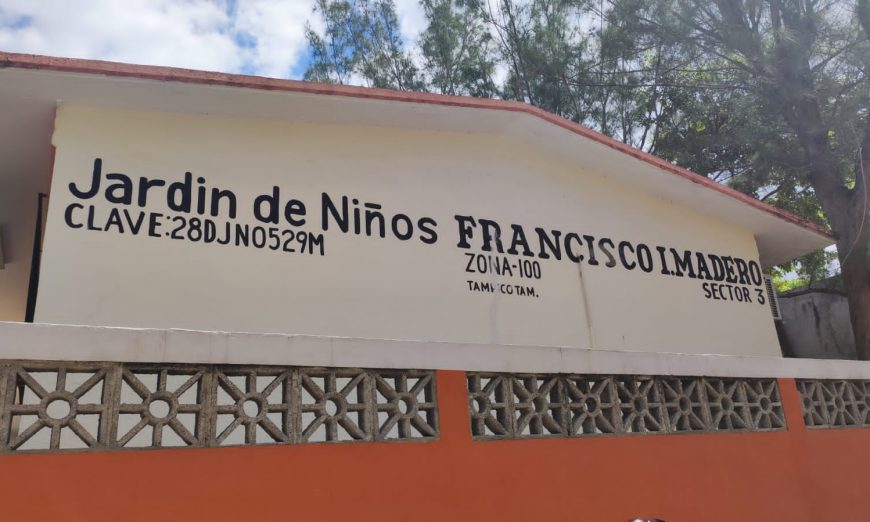 Jardin de Niños FRANCISCO I. MADERO
CLAVE:28DJN0529M
ZONA-100
SECTOR 3
TAMPICO TAM.